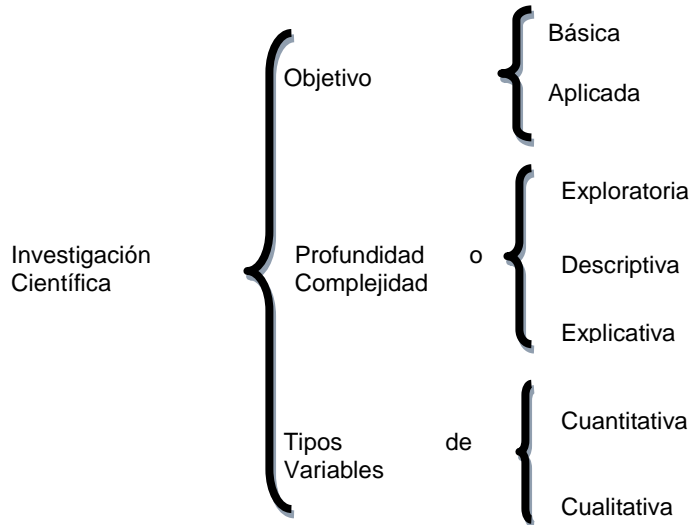 Investigación
Científica
Objetivo
Básica
Aplicada
Profundidad o
Complejidad
Exploratoria
Descriptiva
Explicativa
Tipos de
Variables
Cuantitativa
Cualitativa